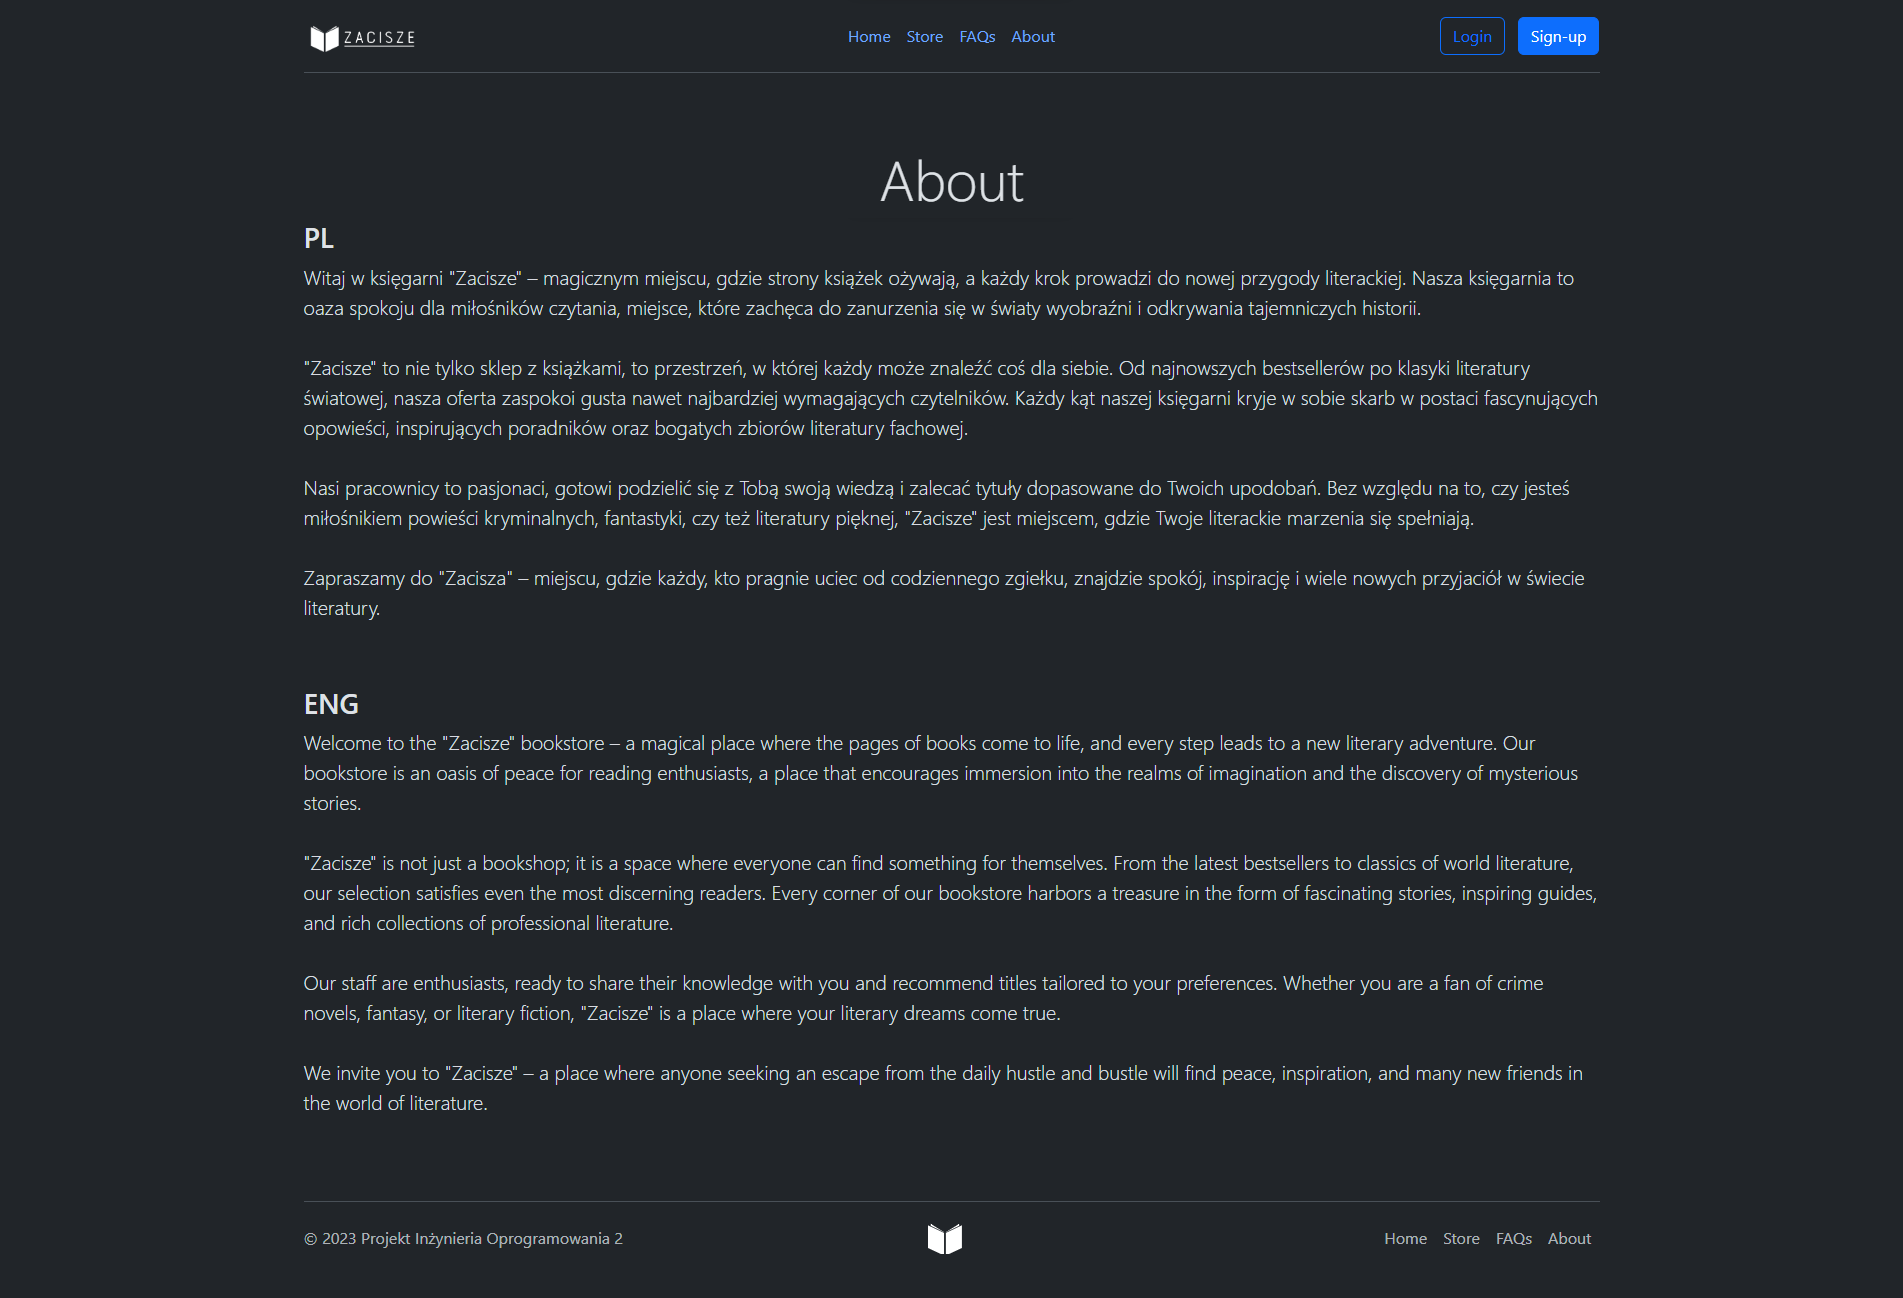 ZACISZE
Home Store FAQs About
Login Sign-up
About
PL
Witaj w księgarni "Zacisze" – magicznym miejscu, gdzie strony książek ożywają, a każdy krok prowadzi do nowej przygody literackiej. Nasza księgarnia to
oaza spokoju dla miłośników czytania, miejsce, które zachęca do zanurzenia się w światy wyobraźni i odkrywania tajemniczych historii.
"Zacisze" to nie tylko sklep z książkami, to przestrzeń, w której każdy może znaleźć coś dla siebie. Od najnowszych bestsellerów po klasyki literatury
światowej, nasza oferta zaspokoi gusta nawet najbardziej wymagających czytelników. Każdy kąt naszej księgarni kryje w sobie skarb w postaci fascynujących
opowieści, inspirujących poradników oraz bogatych zbiorów literatury fachowej.
Nasi pracownicy to pasjonaci, gotowi podzielić się z Tobą swoją wiedzą i zalecać tytuły dopasowane do Twoich upodobań. Bez względu na to, czy jesteś
miłośnikiem powieści kryminalnych, fantastyki, czy też literatury pięknej, "Zacisze" jest miejscem, gdzie Twoje literackie marzenia się spełniają.
Zapraszamy do "Zacisza" – miejscu, gdzie każdy, kto pragnie uciec od codziennego zgiełku, znajdzie spokój, inspirację i wiele nowych przyjaciół w świecie
literatury.
ENG
Welcome to the "Zacisze" bookstore – a magical place where the pages of books come to life, and every step leads to a new literary adventure. Our
bookstore is an oasis of peace for reading enthusiasts, a place that encourages immersion into the realms of imagination and the discovery of mysterious
stories.
"Zacisze" is not just a bookshop; it is a space where everyone can find something for themselves. From the latest bestsellers to classics of world literature,
our selection satisfies even the most discerning readers. Every corner of our bookstore harbors a treasure in the form of fascinating stories, inspiring guides,
and rich collections of professional literature.
Our staff are enthusiasts, ready to share their knowledge with you and recommend titles tailored to your preferences. Whether you are a fan of crime
novels, fantasy, or literary fiction, "Zacisze" is a place where your literary dreams come true.
We invite you to "Zacisze" – a place where anyone seeking an escape from the daily hustle and bustle will find peace, inspiration, and many new friends in
the world of literature.
© 2023 Projekt Inżynieria Oprogramowania 2
Home Store FAQs About